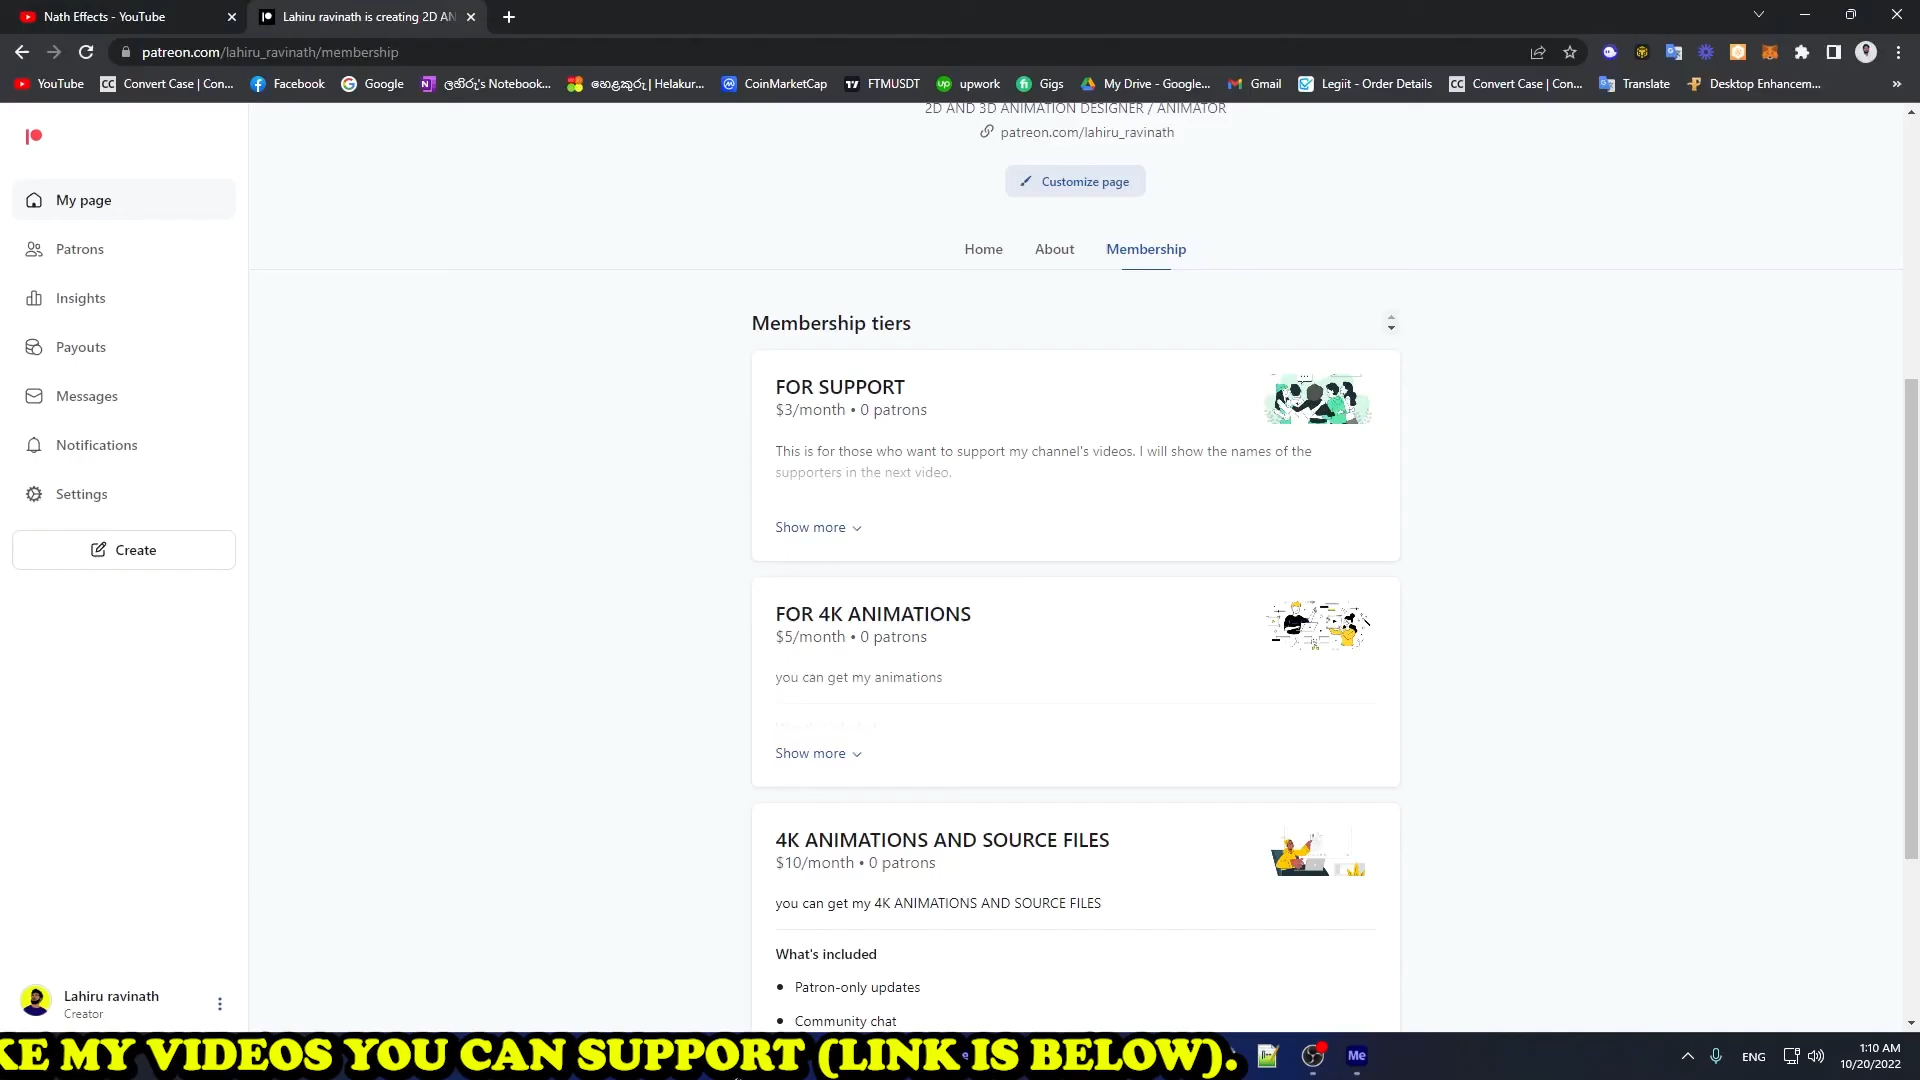 Nath Effects - YouTube
Lahiru ravinath is creating 2D AN
patreon.com/lahiru_ravinath/membership
YouTube
Convert Case | Con...
Facebook
Google
ලහිරු's Notebook...
හෙළකුරු | Helakur...
CoinMarketCap
FTMUSDT
upwork
Gigs
My Drive - Google...
Gmail
Legiit - Order Details
Convert Case | Con...
Translate
Desktop Enhancem...
2D AND 3D ANIMATION DESIGNER / ANIMATOR
patreon.com/lahiru_ravinath
Customize page
Home
About
Membership
My page
Patrons
Insights
Payouts
Messages
Notifications
Settings
Create
Membership tiers
FOR SUPPORT
$3/month • 0 patrons
This is for those who want to support my channel's videos. I will show the names of the
supporters in the next video.
Show more
FOR 4K ANIMATIONS
$5/month • 0 patrons
you can get my animations
Show more
4K ANIMATIONS AND SOURCE FILES
$10/month • 0 patrons
you can get my 4K ANIMATIONS AND SOURCE FILES
What's included
• Patron-only updates
• Community chat
Lahiru ravinath
Creator
KE MY VIDEOS YOU CAN SUPPORT (LINK IS BELOW).
Me
ENG
1:10 AM
10/20/2022